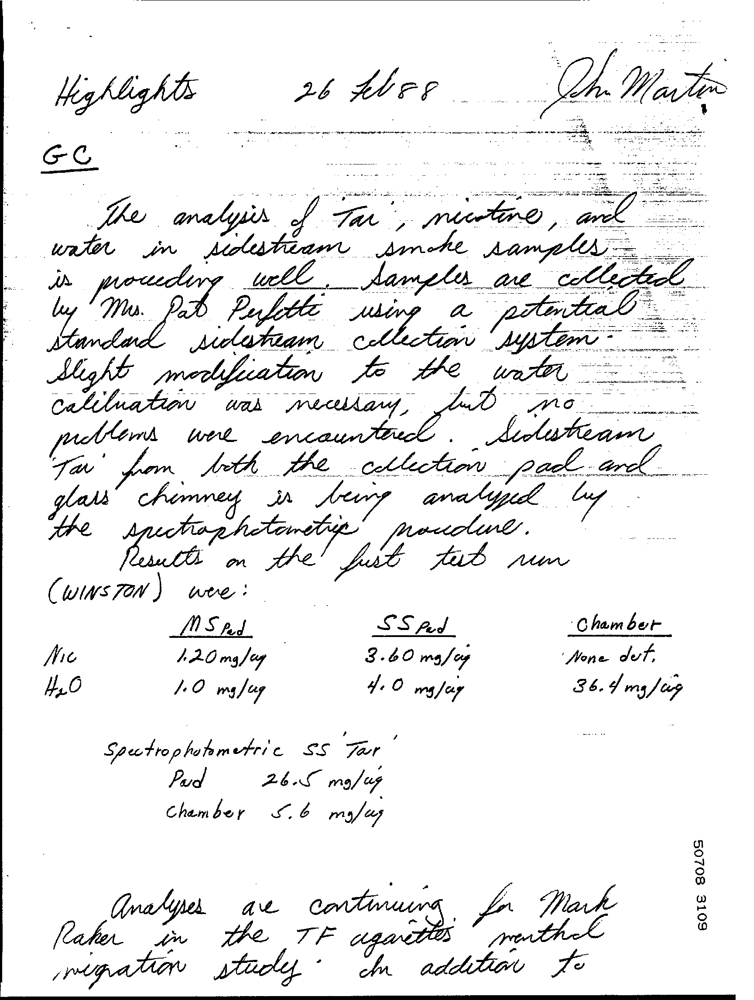 Highlights 26 Feb 88 John Martin
GC
The analysis of 'Tar', nicotine, and
water in sidestream smoke samples
is proceeding well. Samples are collected
by Mrs. Pat Perfetti using a potential
standard sidestream collection system.
Slight modification to the water
calibration was necessary, but no
problems were encountered. Sidestream
'Tar' from both the collection pad and
glass chimney is being analyzed by
the spectrophotometric procedure.
Results on the first test run
(WINSTON) were:
MS Pad SS Pad Chamber
Nic 1.20 mg/cig 3.60 mg/cig None det.
H2O 1.0 mg/cig 4.0 mg/cig 36.4 mg/cig
Spectrophotometric SS 'Tar'
Pad 26.5 mg/cig
Chamber 5.6 mg/cig
Analyses are continuing for Mark
Raker in the TF cigarettes menthol
migration study. In addition to
50708 3109